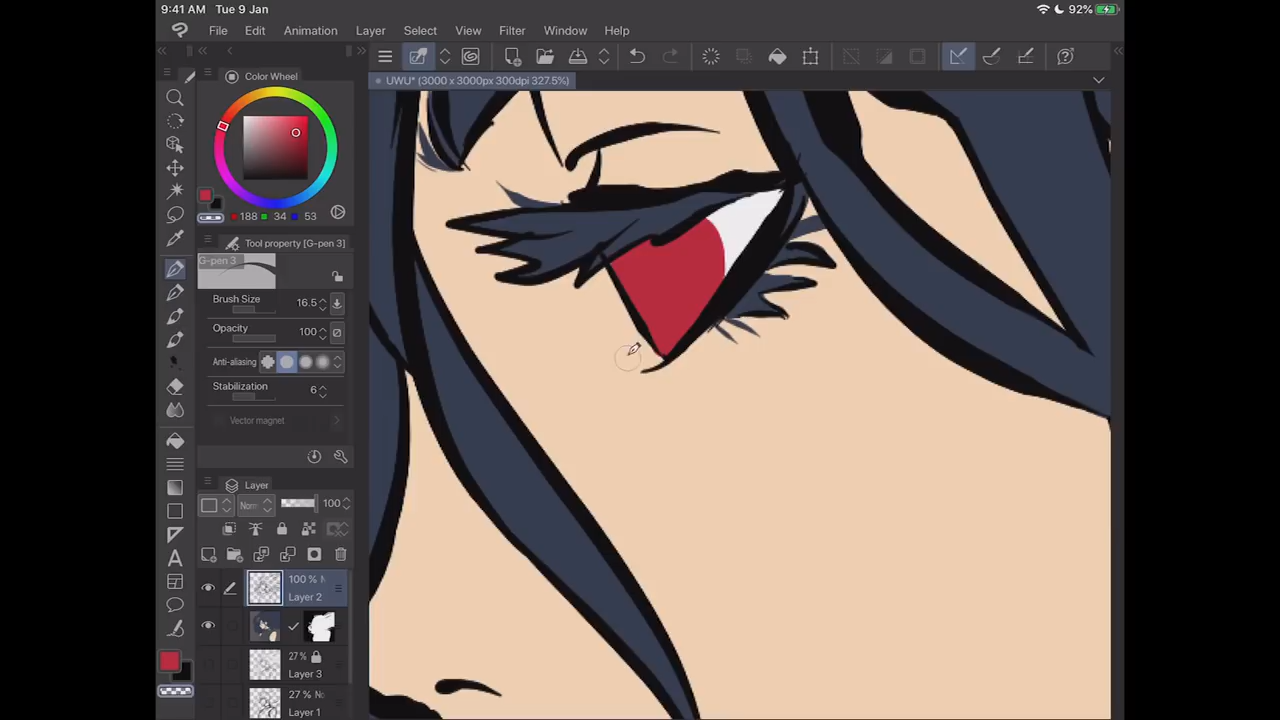 9:41 AM Tue 9 Jan
92%
File Edit Animation Layer Select View Filter Window Help
Color Wheel
UWU* (3000 x 3000px 300dpi 327.5%)
188 34 53
Tool property [G-pen 3]
G-pen 3
Brush Size 16.5
Opacity 100
Anti-aliasing
Stabilization 6
Vector magnet
Layer
Norn 100
100 % N
Layer 2
27%
Layer 3
27 % No
Layer 1
A